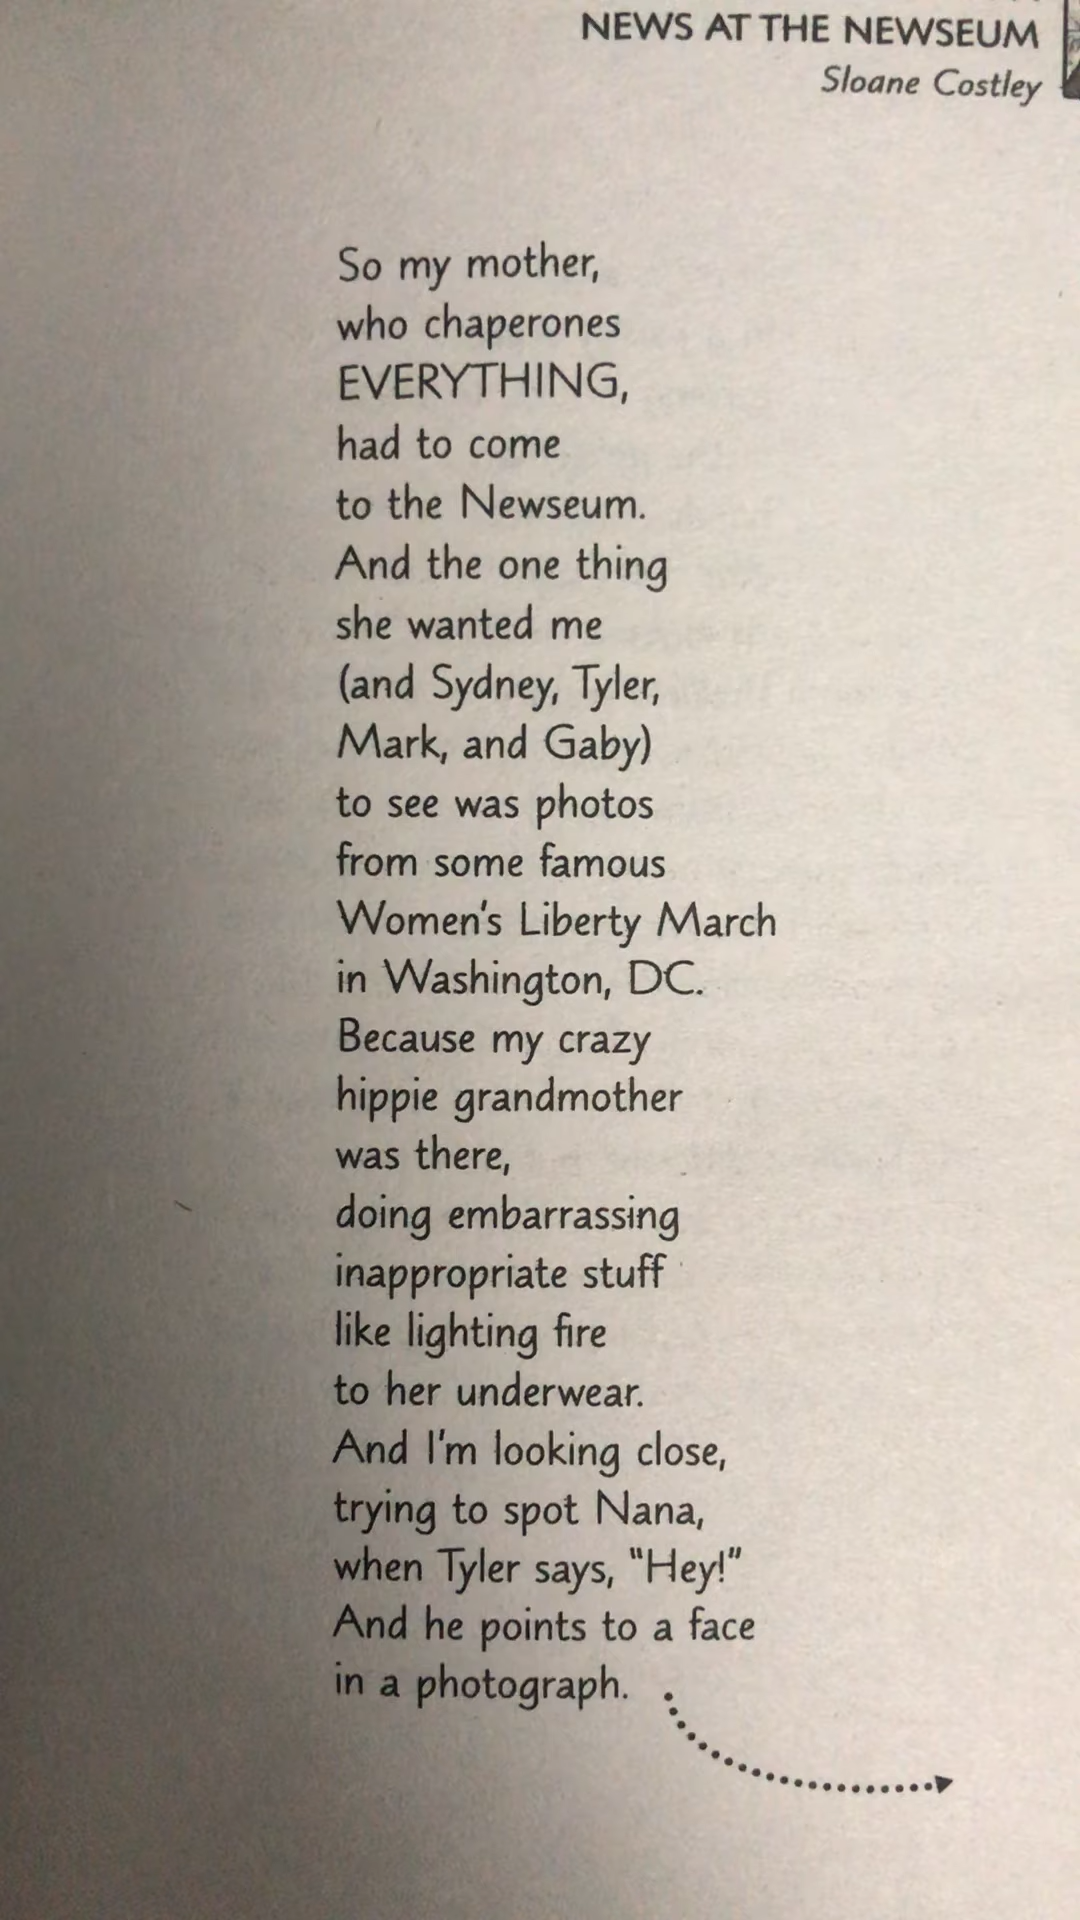 NEWS AT THE NEWSEUM
Sloane Costley
So my mother,
who chaperones
EVERYTHING,
had to come
to the Newseum.
And the one thing
she wanted me
(and Sydney, Tyler,
Mark, and Gaby)
to see was photos
from some famous
Women's Liberty March
in Washington, DC.
Because my crazy
hippie grandmother
was there,
doing embarrassing
inappropriate stuff
like lighting fire
to her underwear.
And I'm looking close,
trying to spot Nana,
when Tyler says, "Hey!"
And he points to a face
in a photograph.